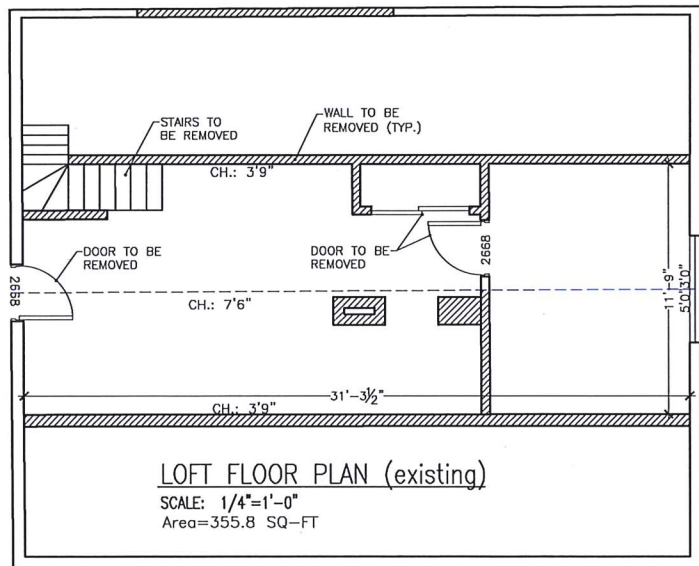 STAIRS TO
BE REMOVED
WALL TO BE
REMOVED (TYP.)
CH.: 3'9"
DOOR TO BE
REMOVED
DOOR TO BE
REMOVED
2668
2668
CH.: 7'6"
11'-9"
5'0"3'0"
31'-3½"
CH.: 3'9"
LOFT FLOOR PLAN (existing)
SCALE: 1/4"=1'-0"
Area=355.8 SQ-FT